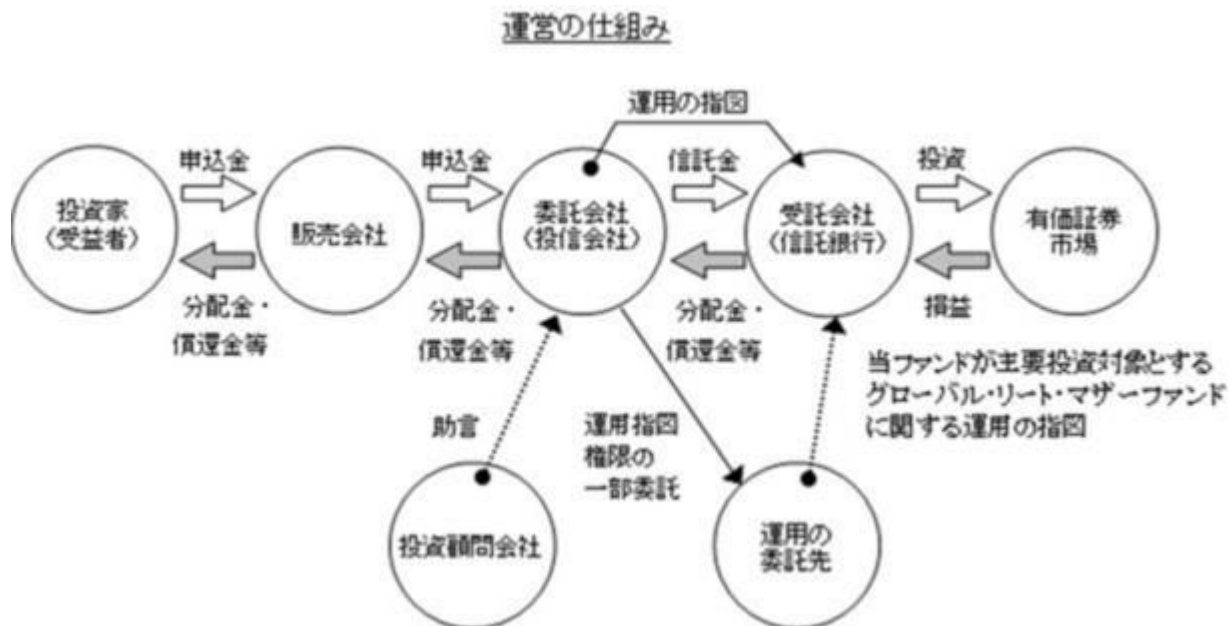 運営の仕組み
運用の指図
申込金
申込金
信託金
投資
投資家
〈受益者〉
販売会社
委託会社
〈投信会社〉
受託会社
〈信託銀行〉
有価証券
市場
分配金・
償還金等
分配金・
償還金等
分配金・
償還金等
損益
当ファンドが主要投資対象とする
グローバル・リート・マザーファンド
に関する運用の指図
助言
運用指図
権限の
一部委託
投資顧問会社
運用の
委託先